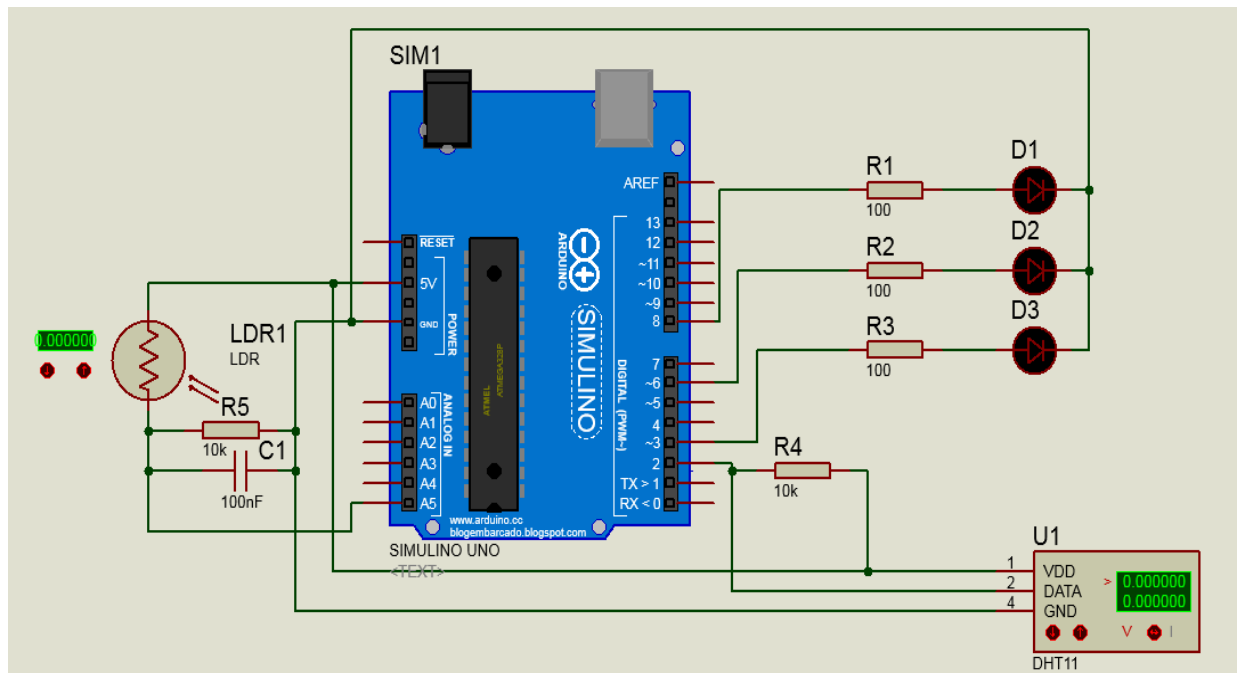 SIM1
AREF
13
12
~11
~10
~9
8
7
~6
~5
4
~3
2
TX > 1
RX < 0
RESET
5V
GND
POWER
A0
A1
A2
A3
A4
A5
ANALOG IN
ATMEL
ATMEGA328P
ARDUINO
SIMULINO
DIGITAL (PWM~)
www.arduino.cc
blogembarcado.blogspot.com
SIMULINO UNO
<TEXT>
0.000000
LDR1
LDR
R5
10k
C1
100nF
R1
100
D1
R2
100
D2
R3
100
D3
R4
10k
U1
1
VDD
2
DATA
4
GND
> 0.000000
0.000000
V
DHT11